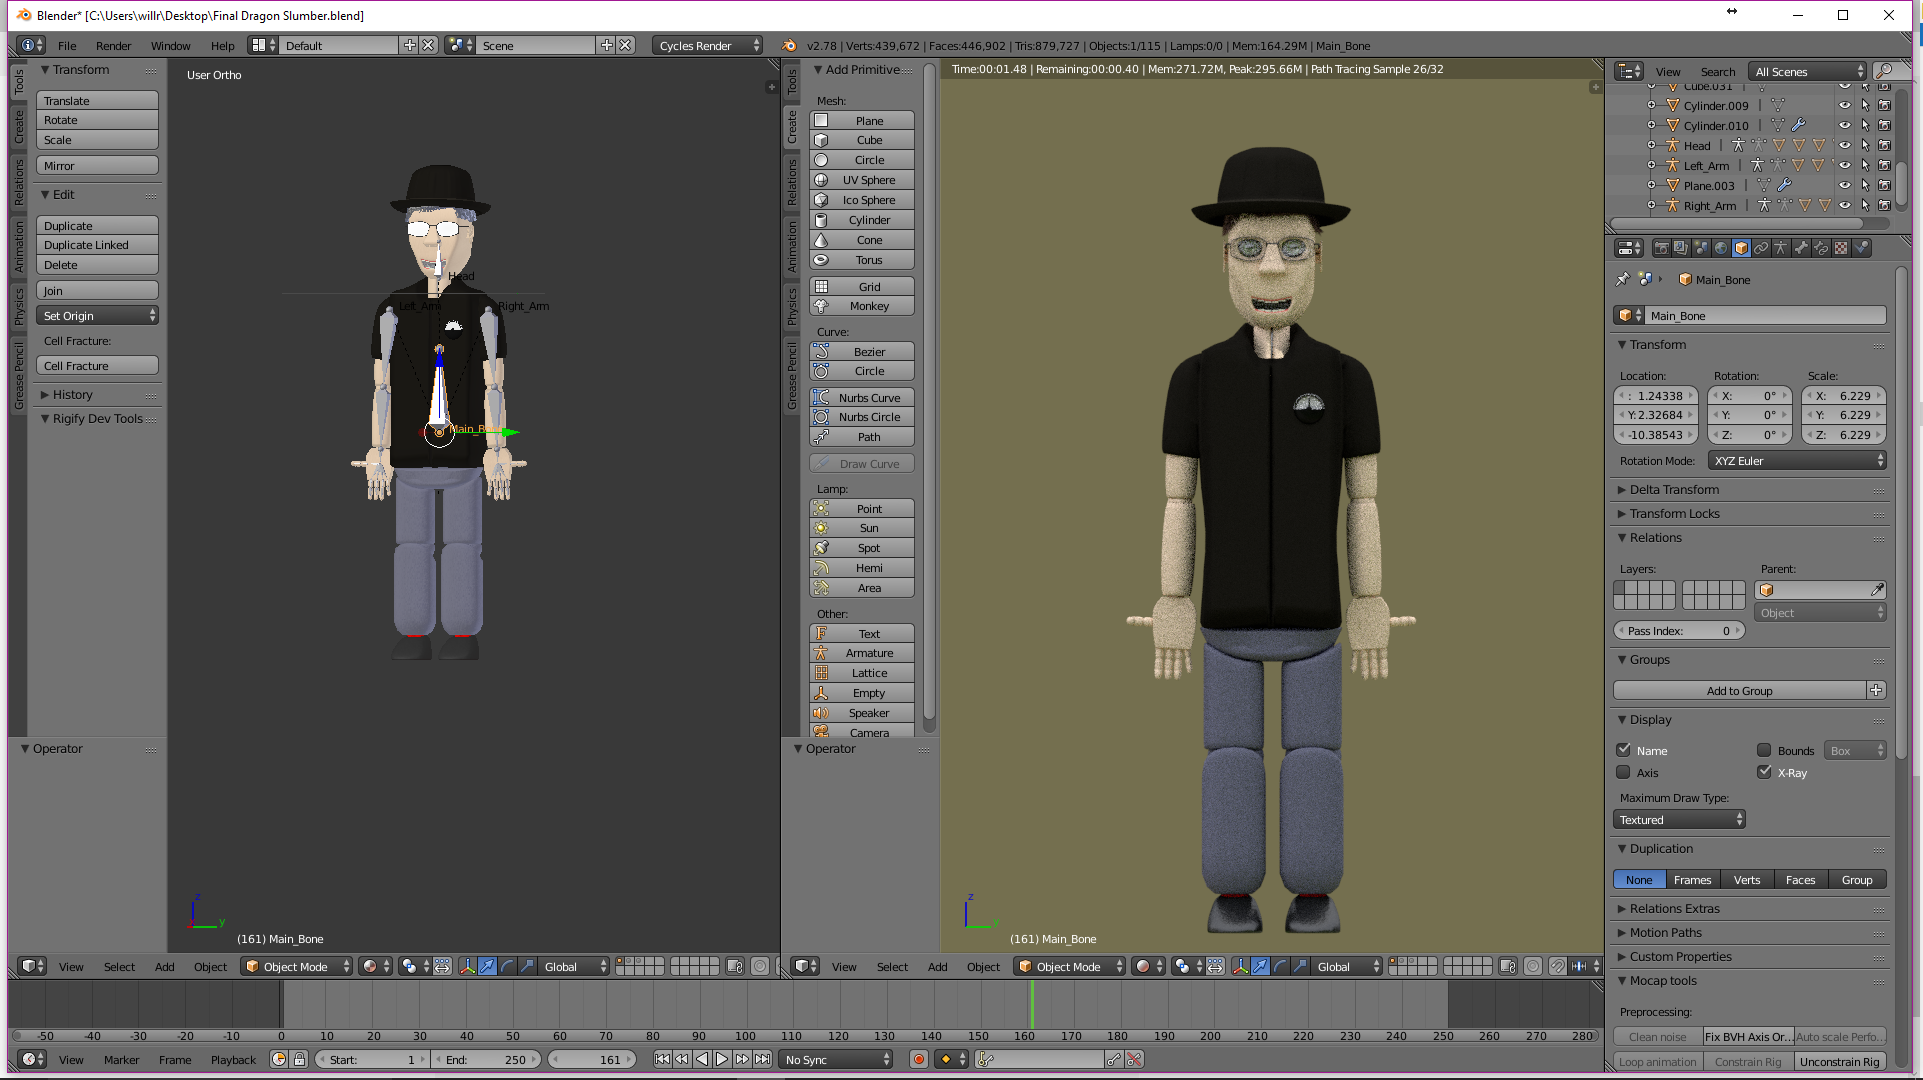 Blender* [C:\Users\willr\Desktop\Final Dragon Slumber.blend]
File Render Window Help Default Scene Cycles Render v2.78 | Verts:439,672 | Faces:446,902 | Tris:879,727 | Objects:1/115 | Lamps:0/0 | Mem:164.29M | Main_Bone
Tools
Create
Relations
Animation
Physics
Grease Pencil
Transform
Translate
Rotate
Scale
Mirror
Edit
Duplicate
Duplicate Linked
Delete
Join
Set Origin
Cell Fracture:
Cell Fracture
History
Rigify Dev Tools
Operator
User Ortho
Head
Left_Arm
Right_Arm
z
y
(161) Main_Bone
View Select Add Object Object Mode Global
Tools
Create
Relations
Animation
Physics
Grease Pencil
Add Primitive
Mesh:
Plane
Cube
Circle
UV Sphere
Ico Sphere
Cylinder
Cone
Torus
Grid
Monkey
Curve:
Bezier
Circle
Nurbs Curve
Nurbs Circle
Path
Draw Curve
Lamp:
Point
Sun
Spot
Hemi
Area
Other:
Text
Armature
Lattice
Empty
Speaker
Camera
Operator
Time:00:01.48 | Remaining:00:00.40 | Mem:271.72M, Peak:295.66M | Path Tracing Sample 26/32
z
y
(161) Main_Bone
View Select Add Object Object Mode Global
View Search All Scenes
Cube.031
Cylinder.009
Cylinder.010
Head
Left_Arm
Plane.003
Right_Arm
Main_Bone
Main_Bone
Transform
Location: Rotation: Scale:
: 1.24338 X: 0° X: 6.229
Y: 2.32684 Y: 0° Y: 6.229
-10.38543 Z: 0° Z: 6.229
Rotation Mode: XYZ Euler
Delta Transform
Transform Locks
Relations
Layers: Parent:
Object
Pass Index: 0
Groups
Add to Group
Display
Name Bounds Box
Axis X-Ray
Maximum Draw Type:
Textured
Duplication
None Frames Verts Faces Group
Relations Extras
Motion Paths
Custom Properties
Mocap tools
Preprocessing:
Clean noise Fix BVH Axis Or... Auto scale Perfo...
Loop animation Constrain Rig Unconstrain Rig
-50 -40 -30 -20 -10 0 10 20 30 40 50 60 70 80 90 100 110 120 130 140 150 160 170 180 190 200 210 220 230 240 250 260 270 280
View Marker Frame Playback Start: 1 End: 250 161 No Sync